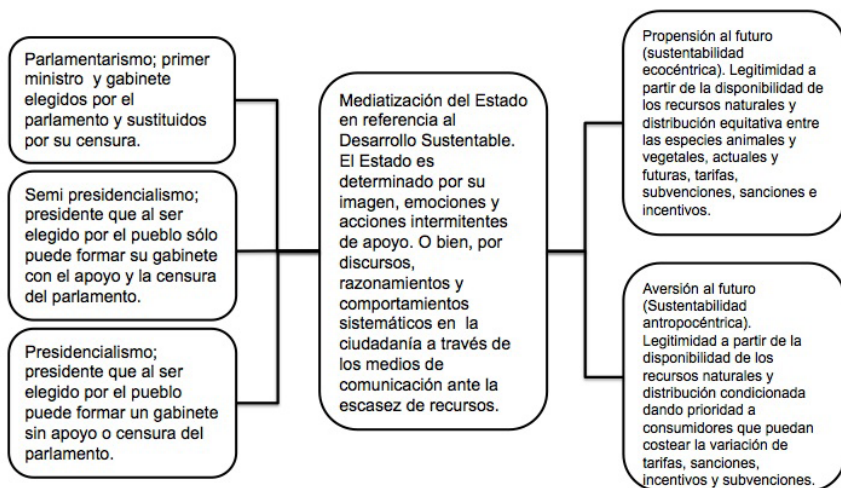 Parlamentarismo; primer
ministro y gabinete
elegidos por el
parlamento y sustituidos
por su censura.
Semi presidencialismo;
presidente que al ser
elegido por el pueblo sólo
puede formar su gabinete
con el apoyo y la censura
del parlamento.
Presidencialismo;
presidente que al ser
elegido por el pueblo
puede formar un gabinete
sin apoyo o censura del
parlamento.
Mediatización del Estado
en referencia al
Desarrollo Sustentable.
El Estado es
determinado por su
imagen, emociones y
acciones intermitentes
de apoyo. O bien, por
discursos,
razonamientos y
comportamientos
sistemáticos en la
ciudadanía a través de
los medios de
comunicación ante la
escasez de recursos.
Propensión al futuro
(sustentabilidad
ecocéntrica). Legitimidad a
partir de la disponibilidad de
los recursos naturales y
distribución equitativa entre
las especies animales y
vegetales, actuales y
futuras, tarifas,
subvenciones, sanciones e
incentivos.
Aversión al futuro
(Sustentabilidad
antropocéntrica).
Legitimidad a partir de la
disponibilidad de los
recursos naturales y
distribución condicionada
dando prioridad a
consumidores que puedan
costear la variación de
tarifas, sanciones,
incentivos y subvenciones.